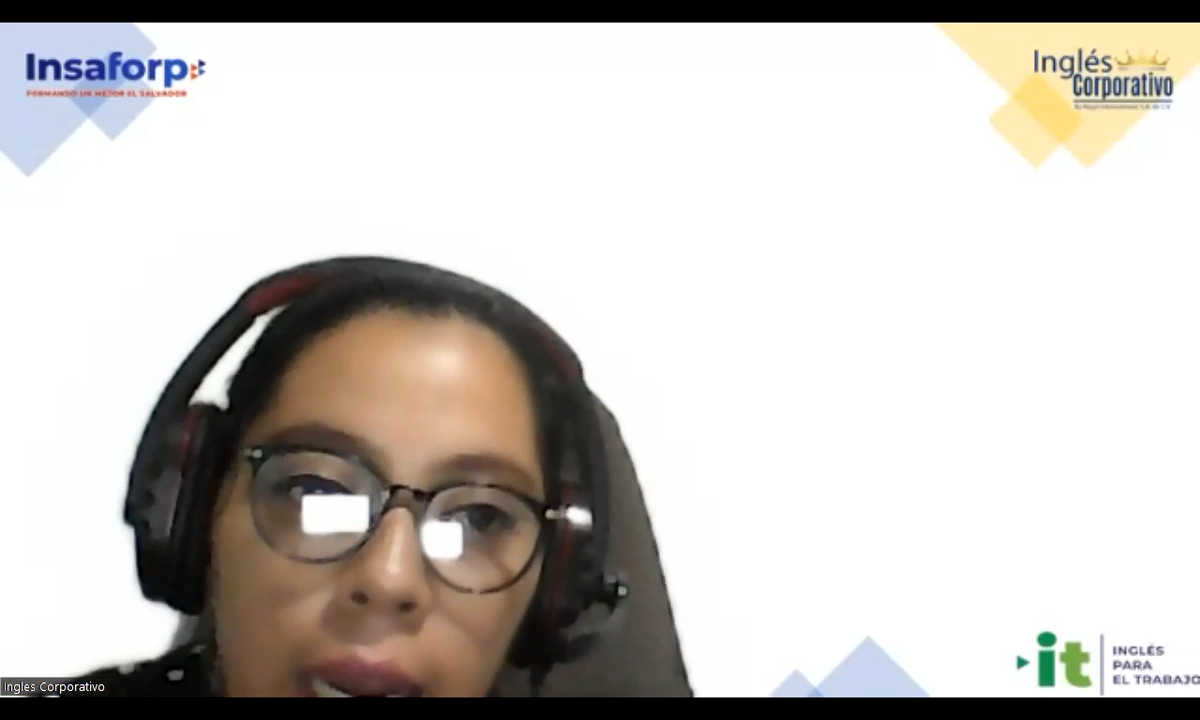 Insaforp
FORMANDO UN MEJOR EL SALVADOR
Inglés
Corporativo
it
INGLÉS
PARA
EL TRABAJO
Ingles Corporativo